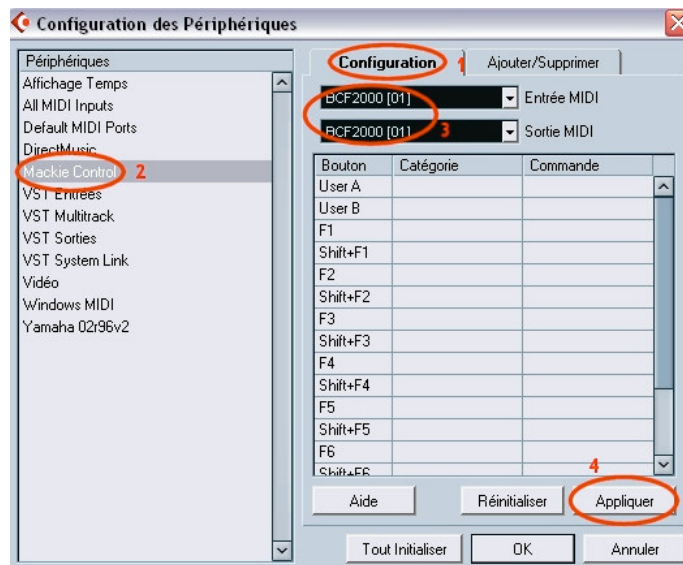 Configuration des Périphériques
Périphériques
Affichage Temps
All MIDI Inputs
Default MIDI Ports
DirectMusic
Mackie Control 2
VST Entrées
VST Multitrack
VST Sorties
VST System Link
Vidéo
Windows MIDI
Yamaha 02r96v2
Configuration 1 Ajouter/Supprimer
BCF2000 [01] Entrée MIDI
BCF2000 [01] 3 Sortie MIDI
Bouton Catégorie Commande
User A
User B
F1
Shift+F1
F2
Shift+F2
F3
Shift+F3
F4
Shift+F4
F5
Shift+F5
F6
Shift+F6
4
Aide Réinitialiser Appliquer
Tout Initialiser OK Annuler